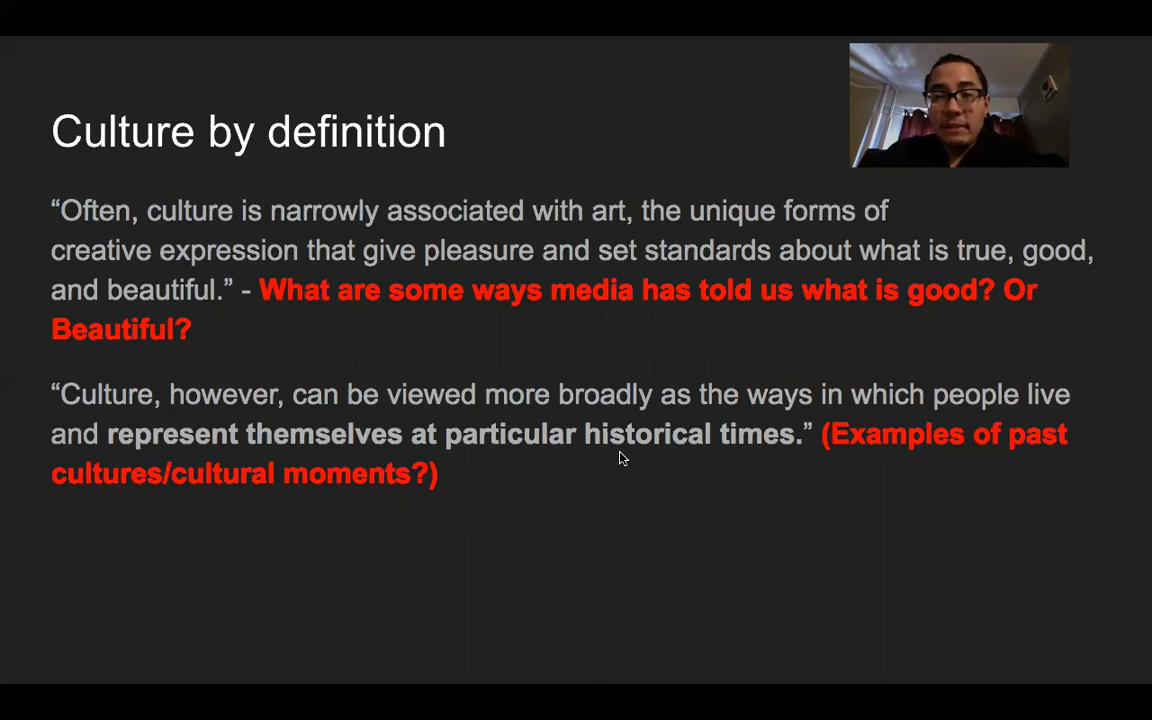 Culture by definition
“Often, culture is narrowly associated with art, the unique forms of
creative expression that give pleasure and set standards about what is true, good,
and beautiful.” - What are some ways media has told us what is good? Or
Beautiful?
“Culture, however, can be viewed more broadly as the ways in which people live
and represent themselves at particular historical times.” (Examples of past
cultures/cultural moments?)